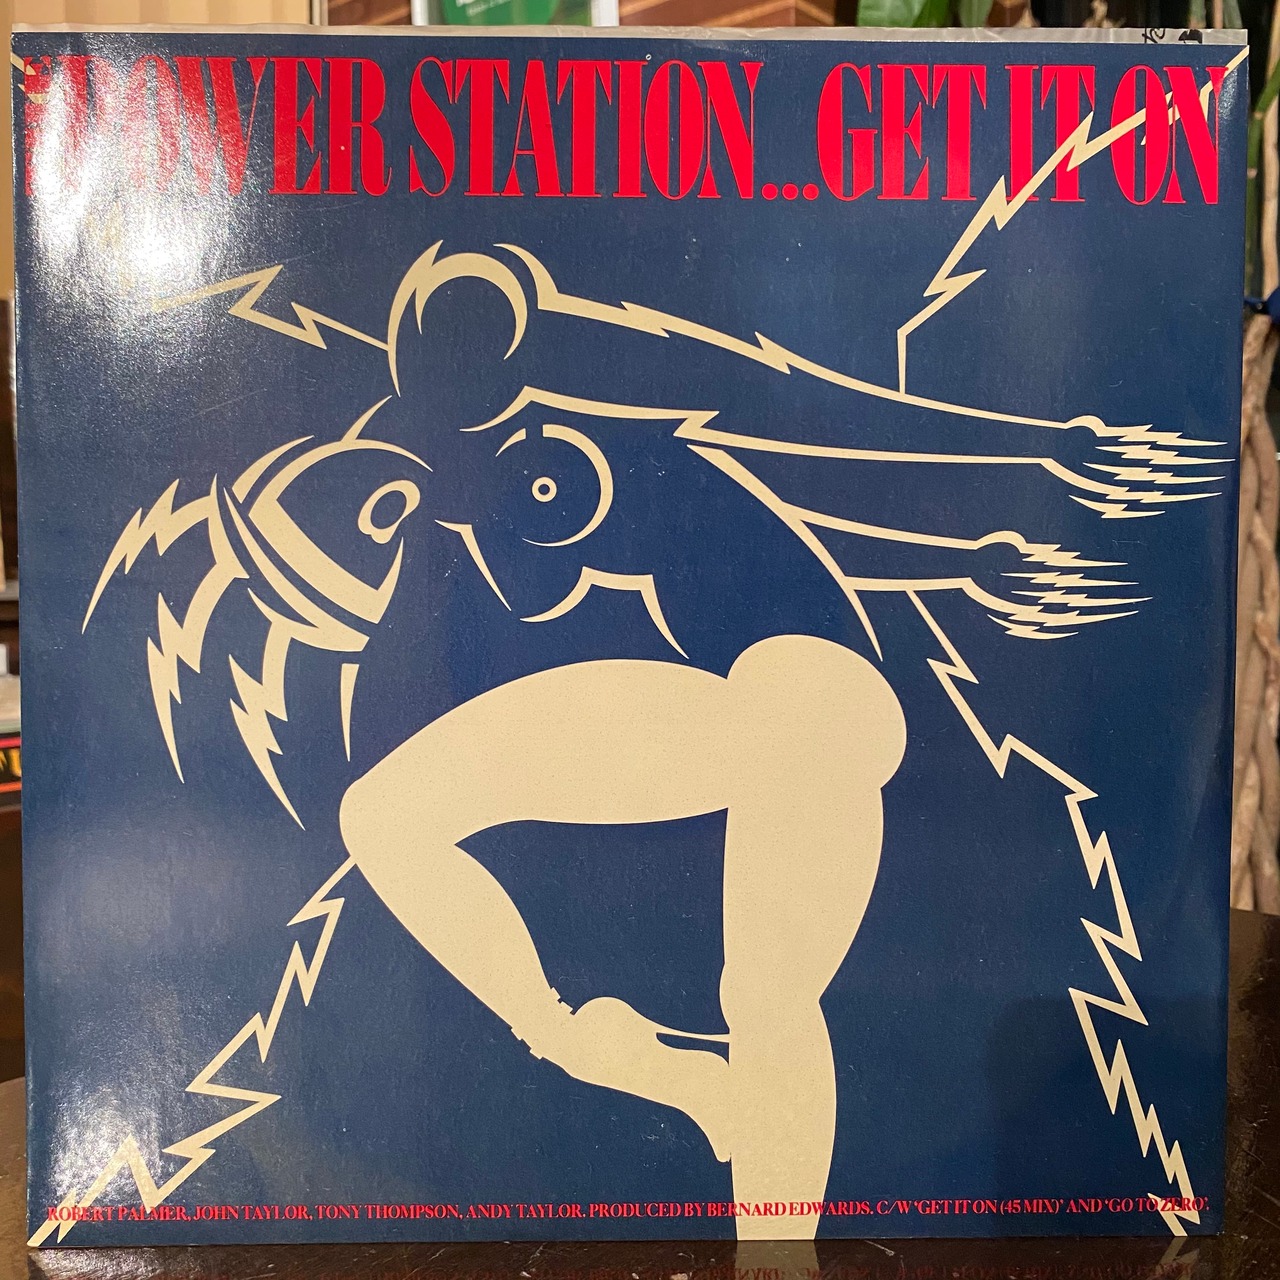 THE POWER STATION...GET IT ON
ROBERT PALMER, JOHN TAYLOR, TONY THOMPSON, ANDY TAYLOR. PRODUCED BY BERNARD EDWARDS. C/W ‘GET IT ON (45 MIX)’ AND ‘GO TO ZERO’.